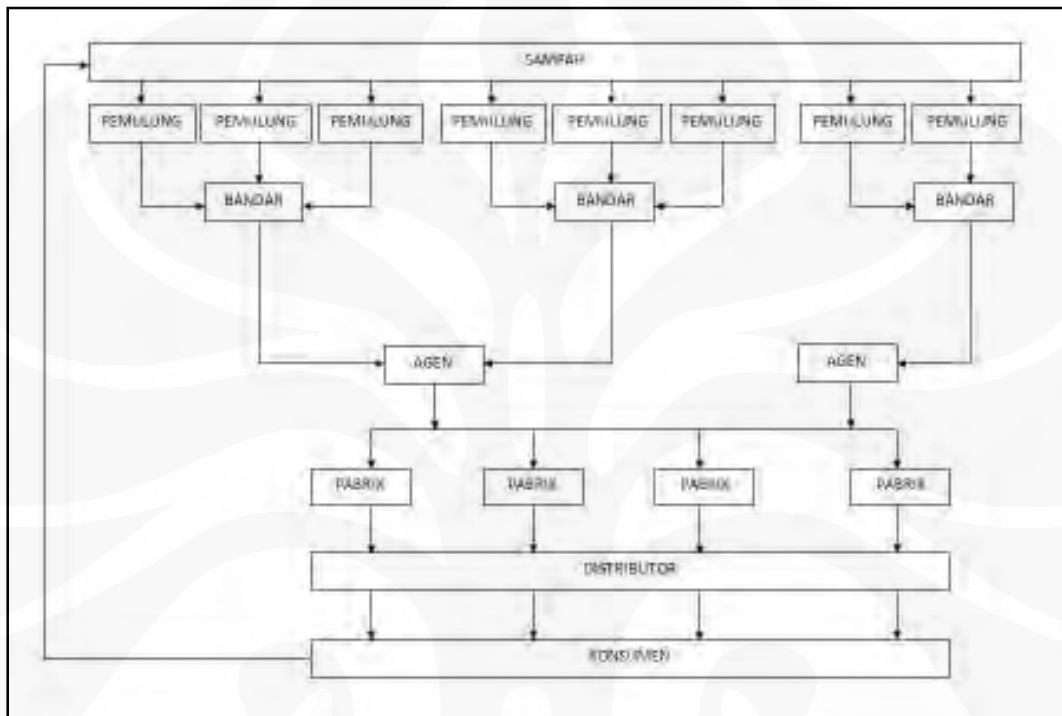 SAMPAH
PEMULUNG PEMULUNG PEMULUNG PEMULUNG PEMULUNG PEMULUNG PEMULUNG PEMULUNG
BANDAR BANDAR BANDAR
AGEN AGEN
PABRIK PABRIK PABRIK PABRIK
DISTRIBUTOR
KONSUMEN